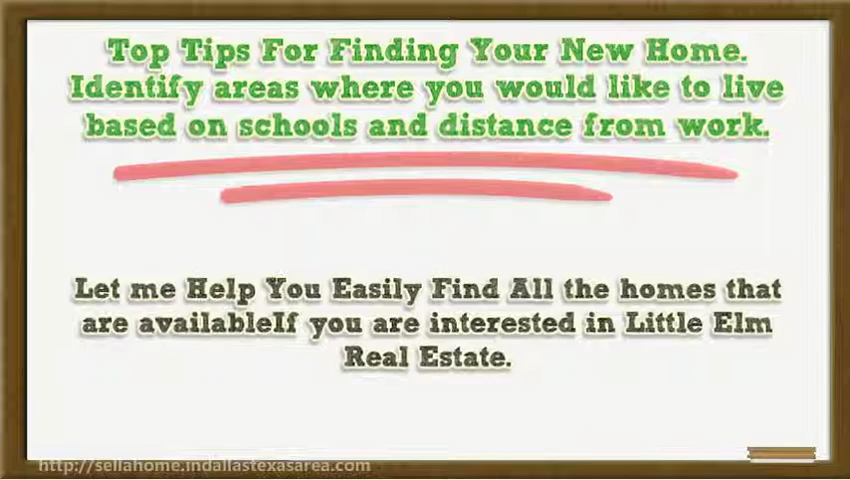 Top Tips For Finding Your New Home.
Identify areas where you would like to live
based on schools and distance from work.
Let me Help You Easily Find All the homes that
are availableIf you are interested in Little Elm
Real Estate.
http://sellahome.indallastexasarea.com